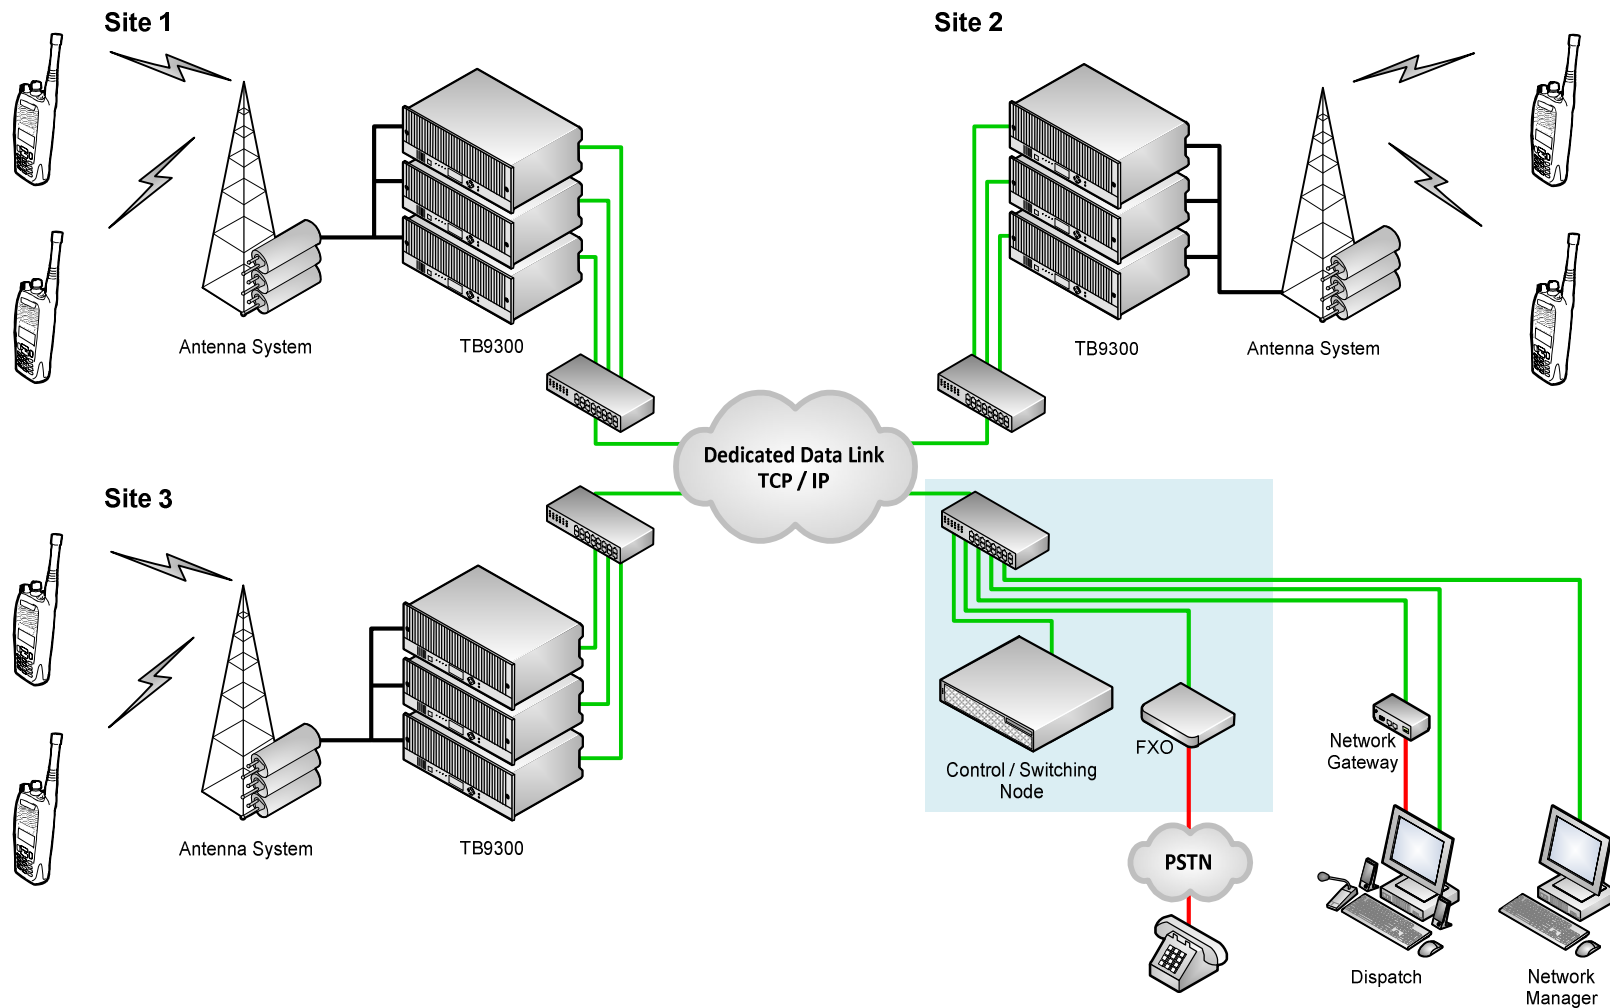 Site 1
Site 2
Antenna System
TB9300
TB9300
Antenna System
Dedicated Data Link
TCP / IP
Site 3
Antenna System
TB9300
Control / Switching
Node
FXO
Network
Gateway
PSTN
Dispatch
Network
Manager